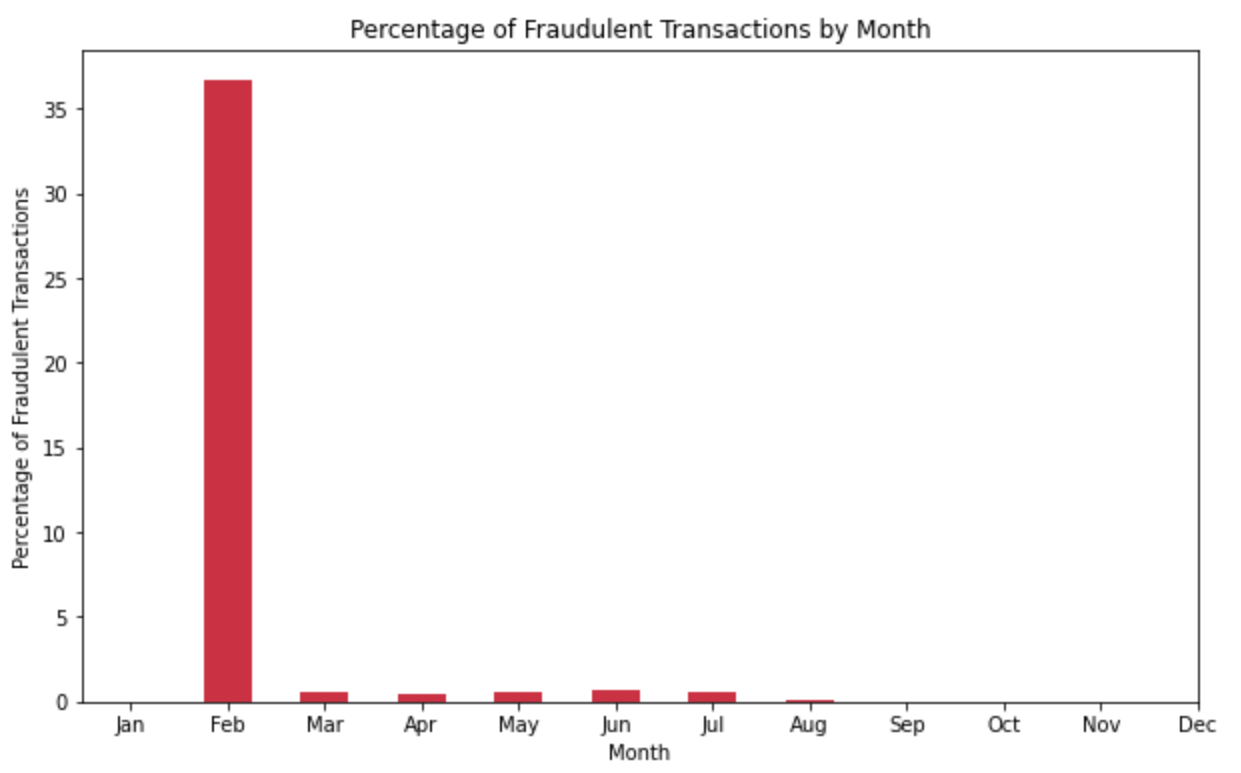 Percentage of Fraudulent Transactions by Month
Percentage of Fraudulent Transactions
35
30
25
20
15
10
5
0
Jan Feb Mar Apr May Jun Jul Aug Sep Oct Nov Dec
Month